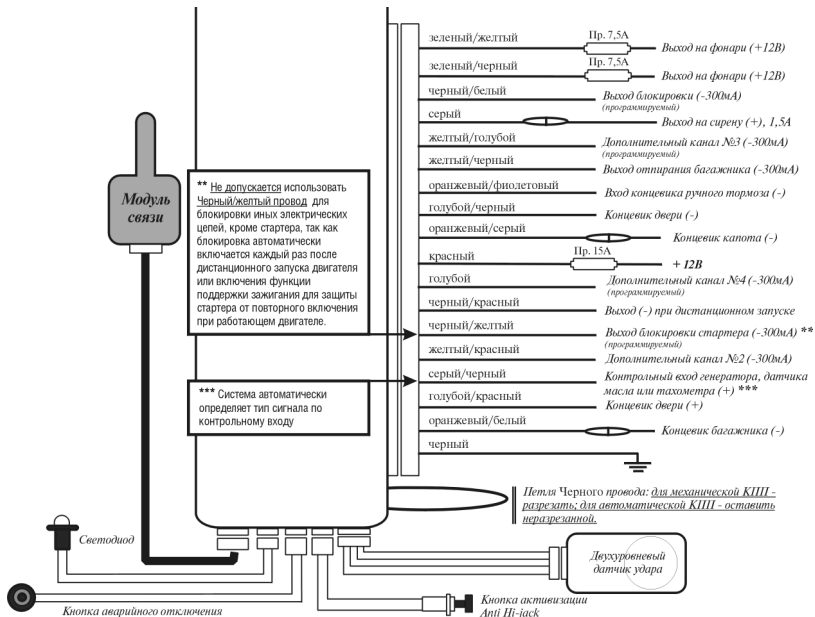 зеленый/желтый
Пр. 7,5А
Выход на фонари (+12В)
зеленый/черный
Пр. 7,5А
Выход на фонари (+12В)
черный/белый
Выход блокировки (-300мА)
(программируемый)
серый
Выход на сирену (+), 1,5А
желтый/голубой
Дополнительный канал №3 (-300мА)
(программируемый)
желтый/черный
Выход отпирания багажника (-300мА)
оранжевый/фиолетовый
Вход концевика ручного тормоза (-)
голубой/черный
Концевик двери (-)
оранжевый/серый
Концевик капота (-)
красный
Пр. 15А
+ 12В
голубой
Дополнительный канал №4 (-300мА)
(программируемый)
черный/красный
Выход (-) при дистанционном запуске
черный/желтый
Выход блокировки стартера (-300мА) **
(программируемый)
желтый/красный
Дополнительный канал №2 (-300мА)
серый/черный
Контрольный вход генератора, датчика
масла или тахометра (+) ***
голубой/красный
Концевик двери (+)
оранжевый/белый
Концевик багажника (-)
черный
Модуль
связи
** Не допускается использовать
Черный/желтый провод для
блокировки иных электрических
цепей, кроме стартера, так как
блокировка автоматически
включается каждый раз после
дистанционного запуска двигателя
или включения функции
поддержки зажигания для защиты
стартера от повторного включения
при работающем двигателе.
*** Система автоматически
определяет тип сигнала по
контрольному входу
Петля Черного провода: для механической КПП -
разрезать; для автоматической КПП - оставить
неразрезанной.
Светодиод
Двухуровневый
датчик удара
Кнопка аварийного отключения
Кнопка активизации
Anti Hi-jack